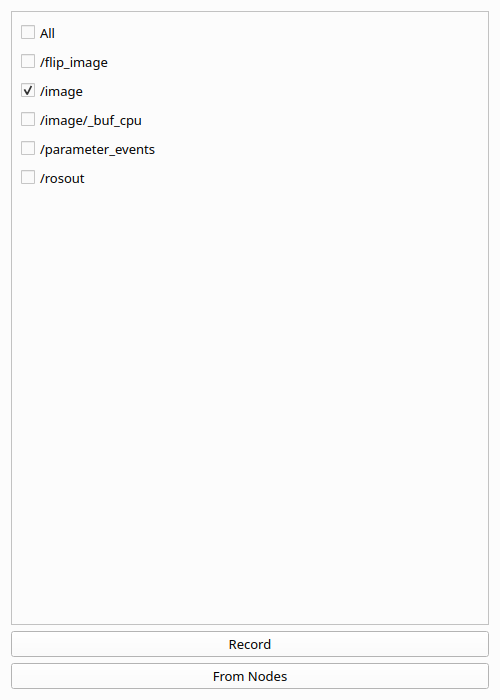 All
/flip_image
/image
/image/_buf_cpu
/parameter_events
/rosout
Record
From Nodes